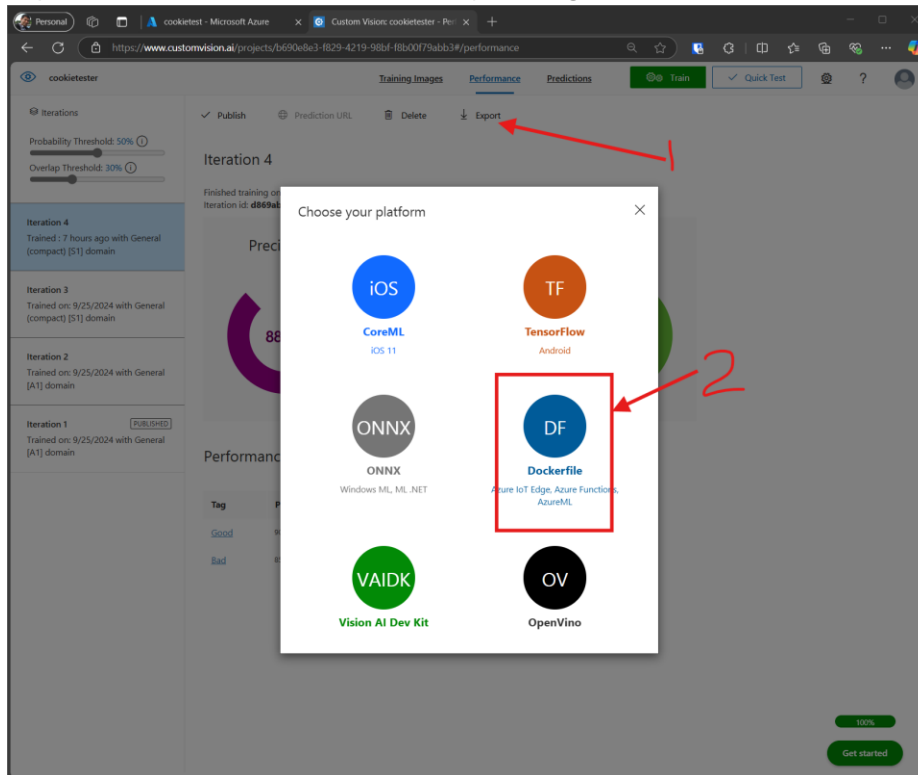 Personal
cookietest - Microsoft Azure
Custom Vision: cookietester - Per
https://www.customvision.ai/projects/b690e8e3-f829-4219-98bf-f8b00f79abb3#/performance
cookietester
Training Images
Performance
Predictions
Train
Quick Test
?
Iterations
Publish
Prediction URL
Delete
Export
1
Probability Threshold: 50%
Overlap Threshold: 30%
Iteration 4
Finished training on
Iteration id: d869ab
Iteration 4
Trained : 7 hours ago with General
(compact) [S1] domain
Iteration 3
Trained on: 9/25/2024 with General
(compact) [S1] domain
Iteration 2
Trained on: 9/25/2024 with General
[A1] domain
Iteration 1 PUBLISHED
Trained on: 9/25/2024 with General
[A1] domain
Preci
88
Performanc
Tag
P
Good
Bad
Choose your platform
iOS
CoreML
iOS 11
TF
TensorFlow
Android
ONNX
ONNX
Windows ML, ML .NET
DF
Dockerfile
Azure IoT Edge, Azure Functions,
AzureML
2
VAIDK
Vision AI Dev Kit
OV
OpenVino
100%
Get started